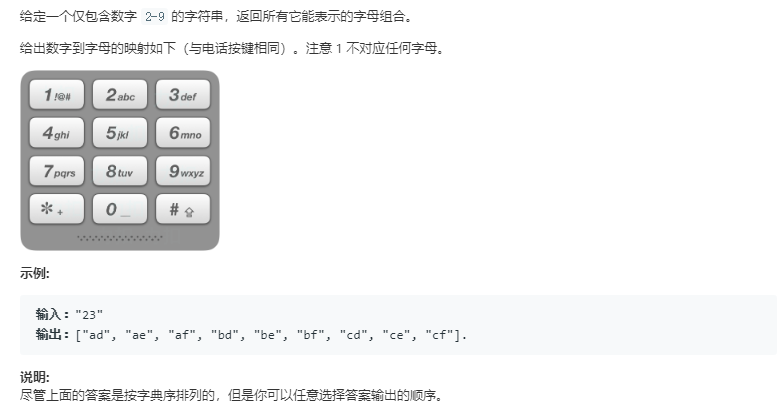 给定一个仅包含数字 2-9 的字符串，返回所有它能表示的字母组合。
给出数字到字母的映射如下（与电话按键相同）。注意 1 不对应任何字母。
1 !@# 2 abc 3 def
4 ghi 5 jkl 6 mno
7 pqrs 8 tuv 9 wxyz
* + 0 _ #
示例:
输入："23"
输出：["ad", "ae", "af", "bd", "be", "bf", "cd", "ce", "cf"].
说明:
尽管上面的答案是按字典序排列的，但是你可以任意选择答案输出的顺序。